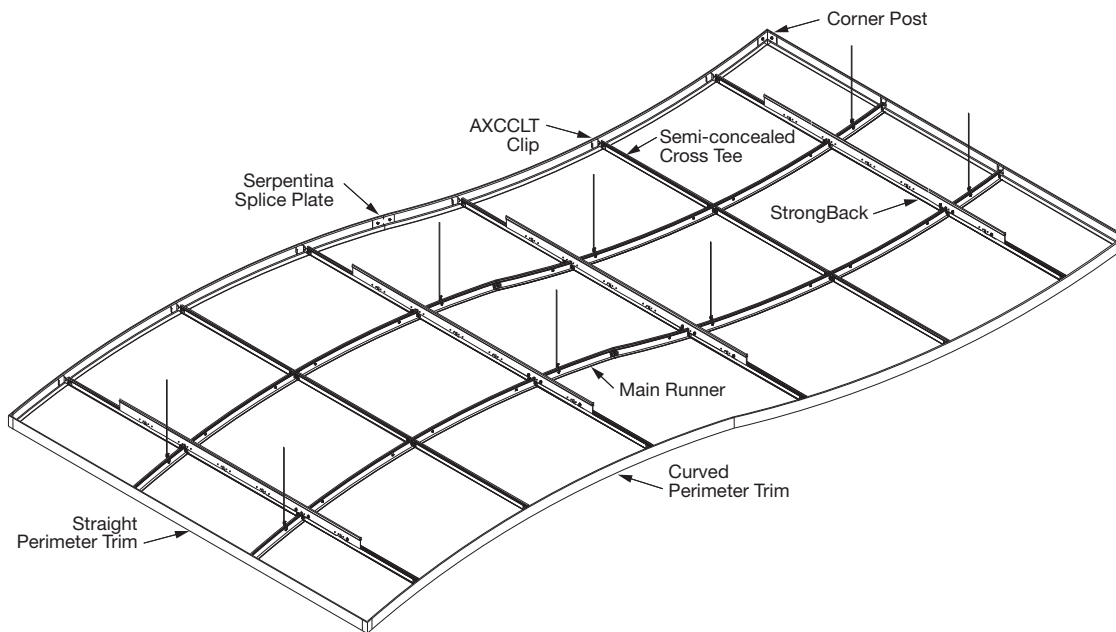 Corner Post
AXCCLT
Clip
Semi-concealed
Cross Tee
Serpentina
Splice Plate
StrongBack
Main Runner
Curved
Perimeter Trim
Straight
Perimeter Trim